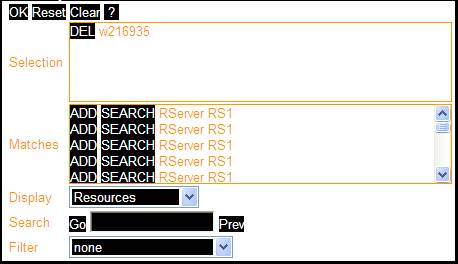 OK Reset Clear ?
Selection
DEL w216935
Matches
ADD SEARCH RServer RS1
ADD SEARCH RServer RS1
ADD SEARCH RServer RS1
ADD SEARCH RServer RS1
ADD SEARCH RServer RS1
Display Resources
Search Go Prev
Filter none